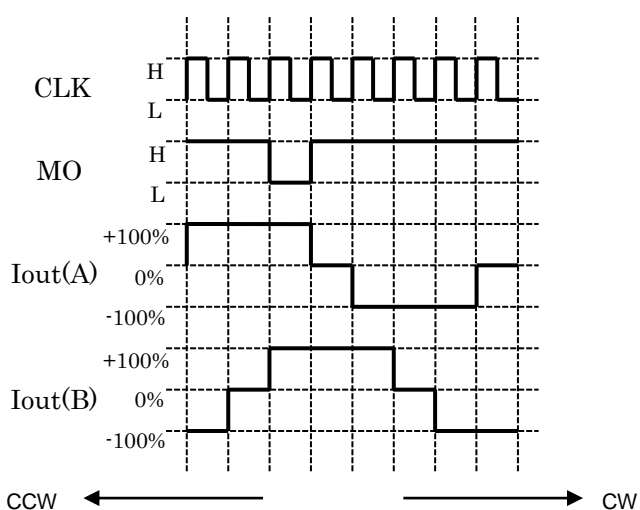 CLK H
L
MO H
L
Iout(A) +100%
0%
-100%
Iout(B) +100%
0%
-100%
CCW CW